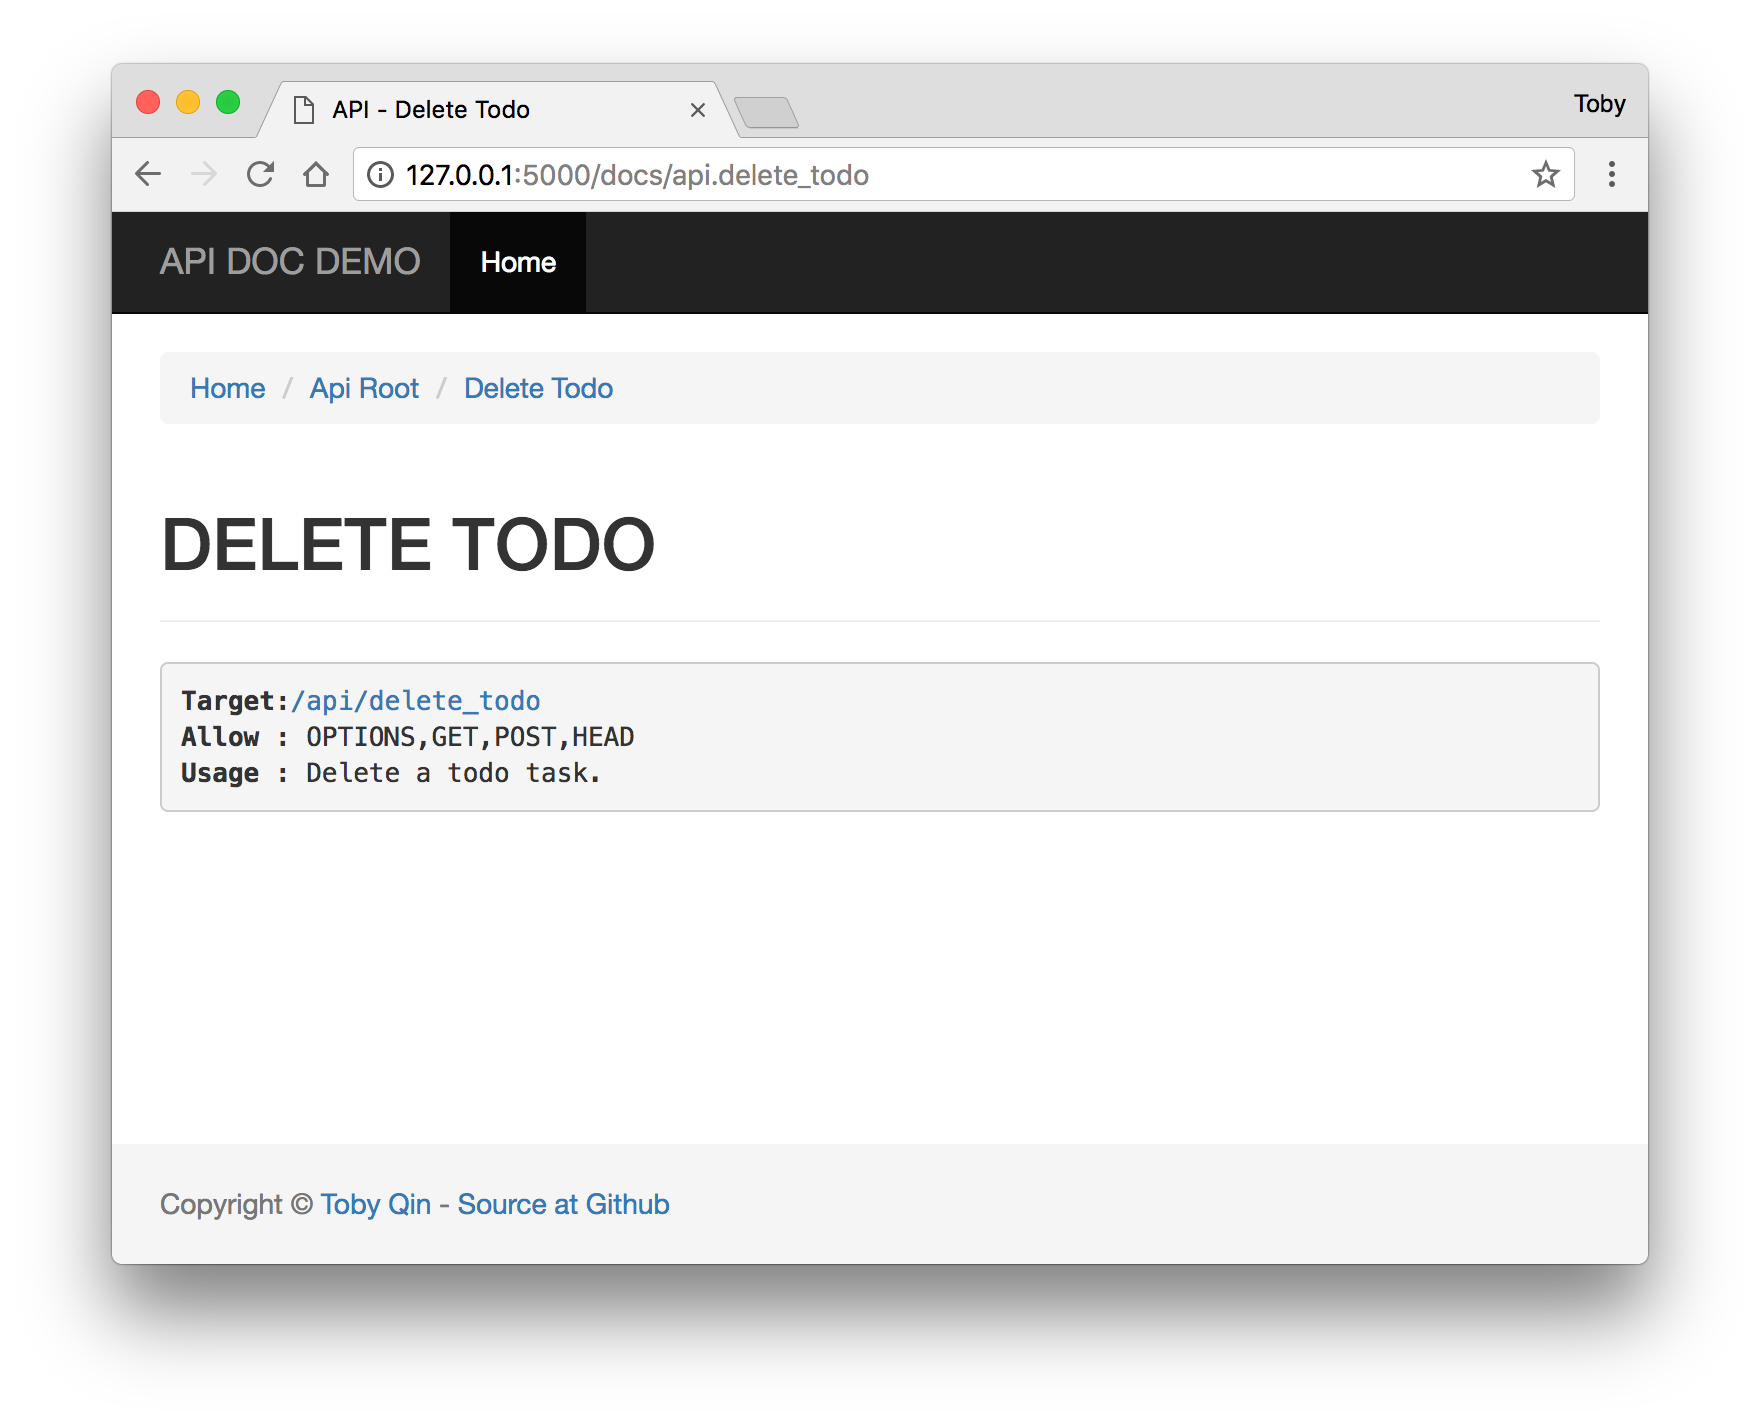 API - Delete Todo
Toby
127.0.0.1:5000/docs/api.delete_todo
API DOC DEMO Home
Home / Api Root / Delete Todo
DELETE TODO
Target:/api/delete_todo
Allow : OPTIONS,GET,POST,HEAD
Usage : Delete a todo task.
Copyright © Toby Qin - Source at Github